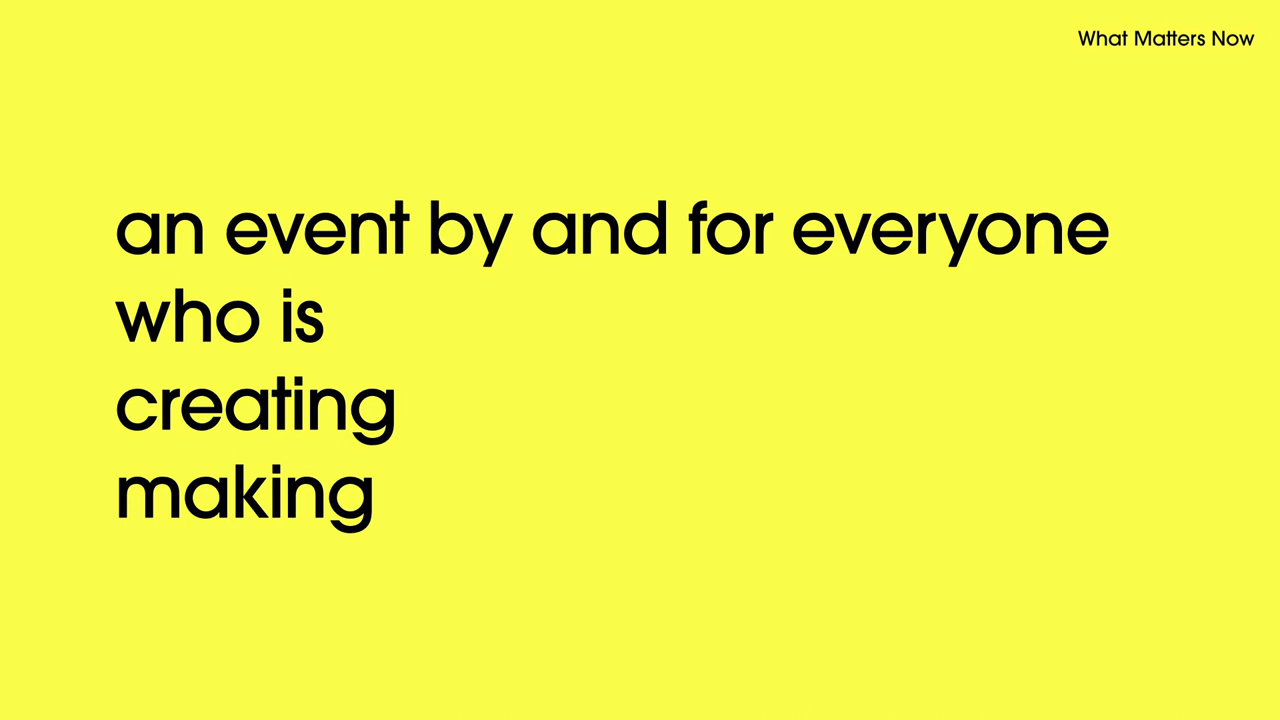 What Matters Now
an event by and for everyone
who is
creating
making